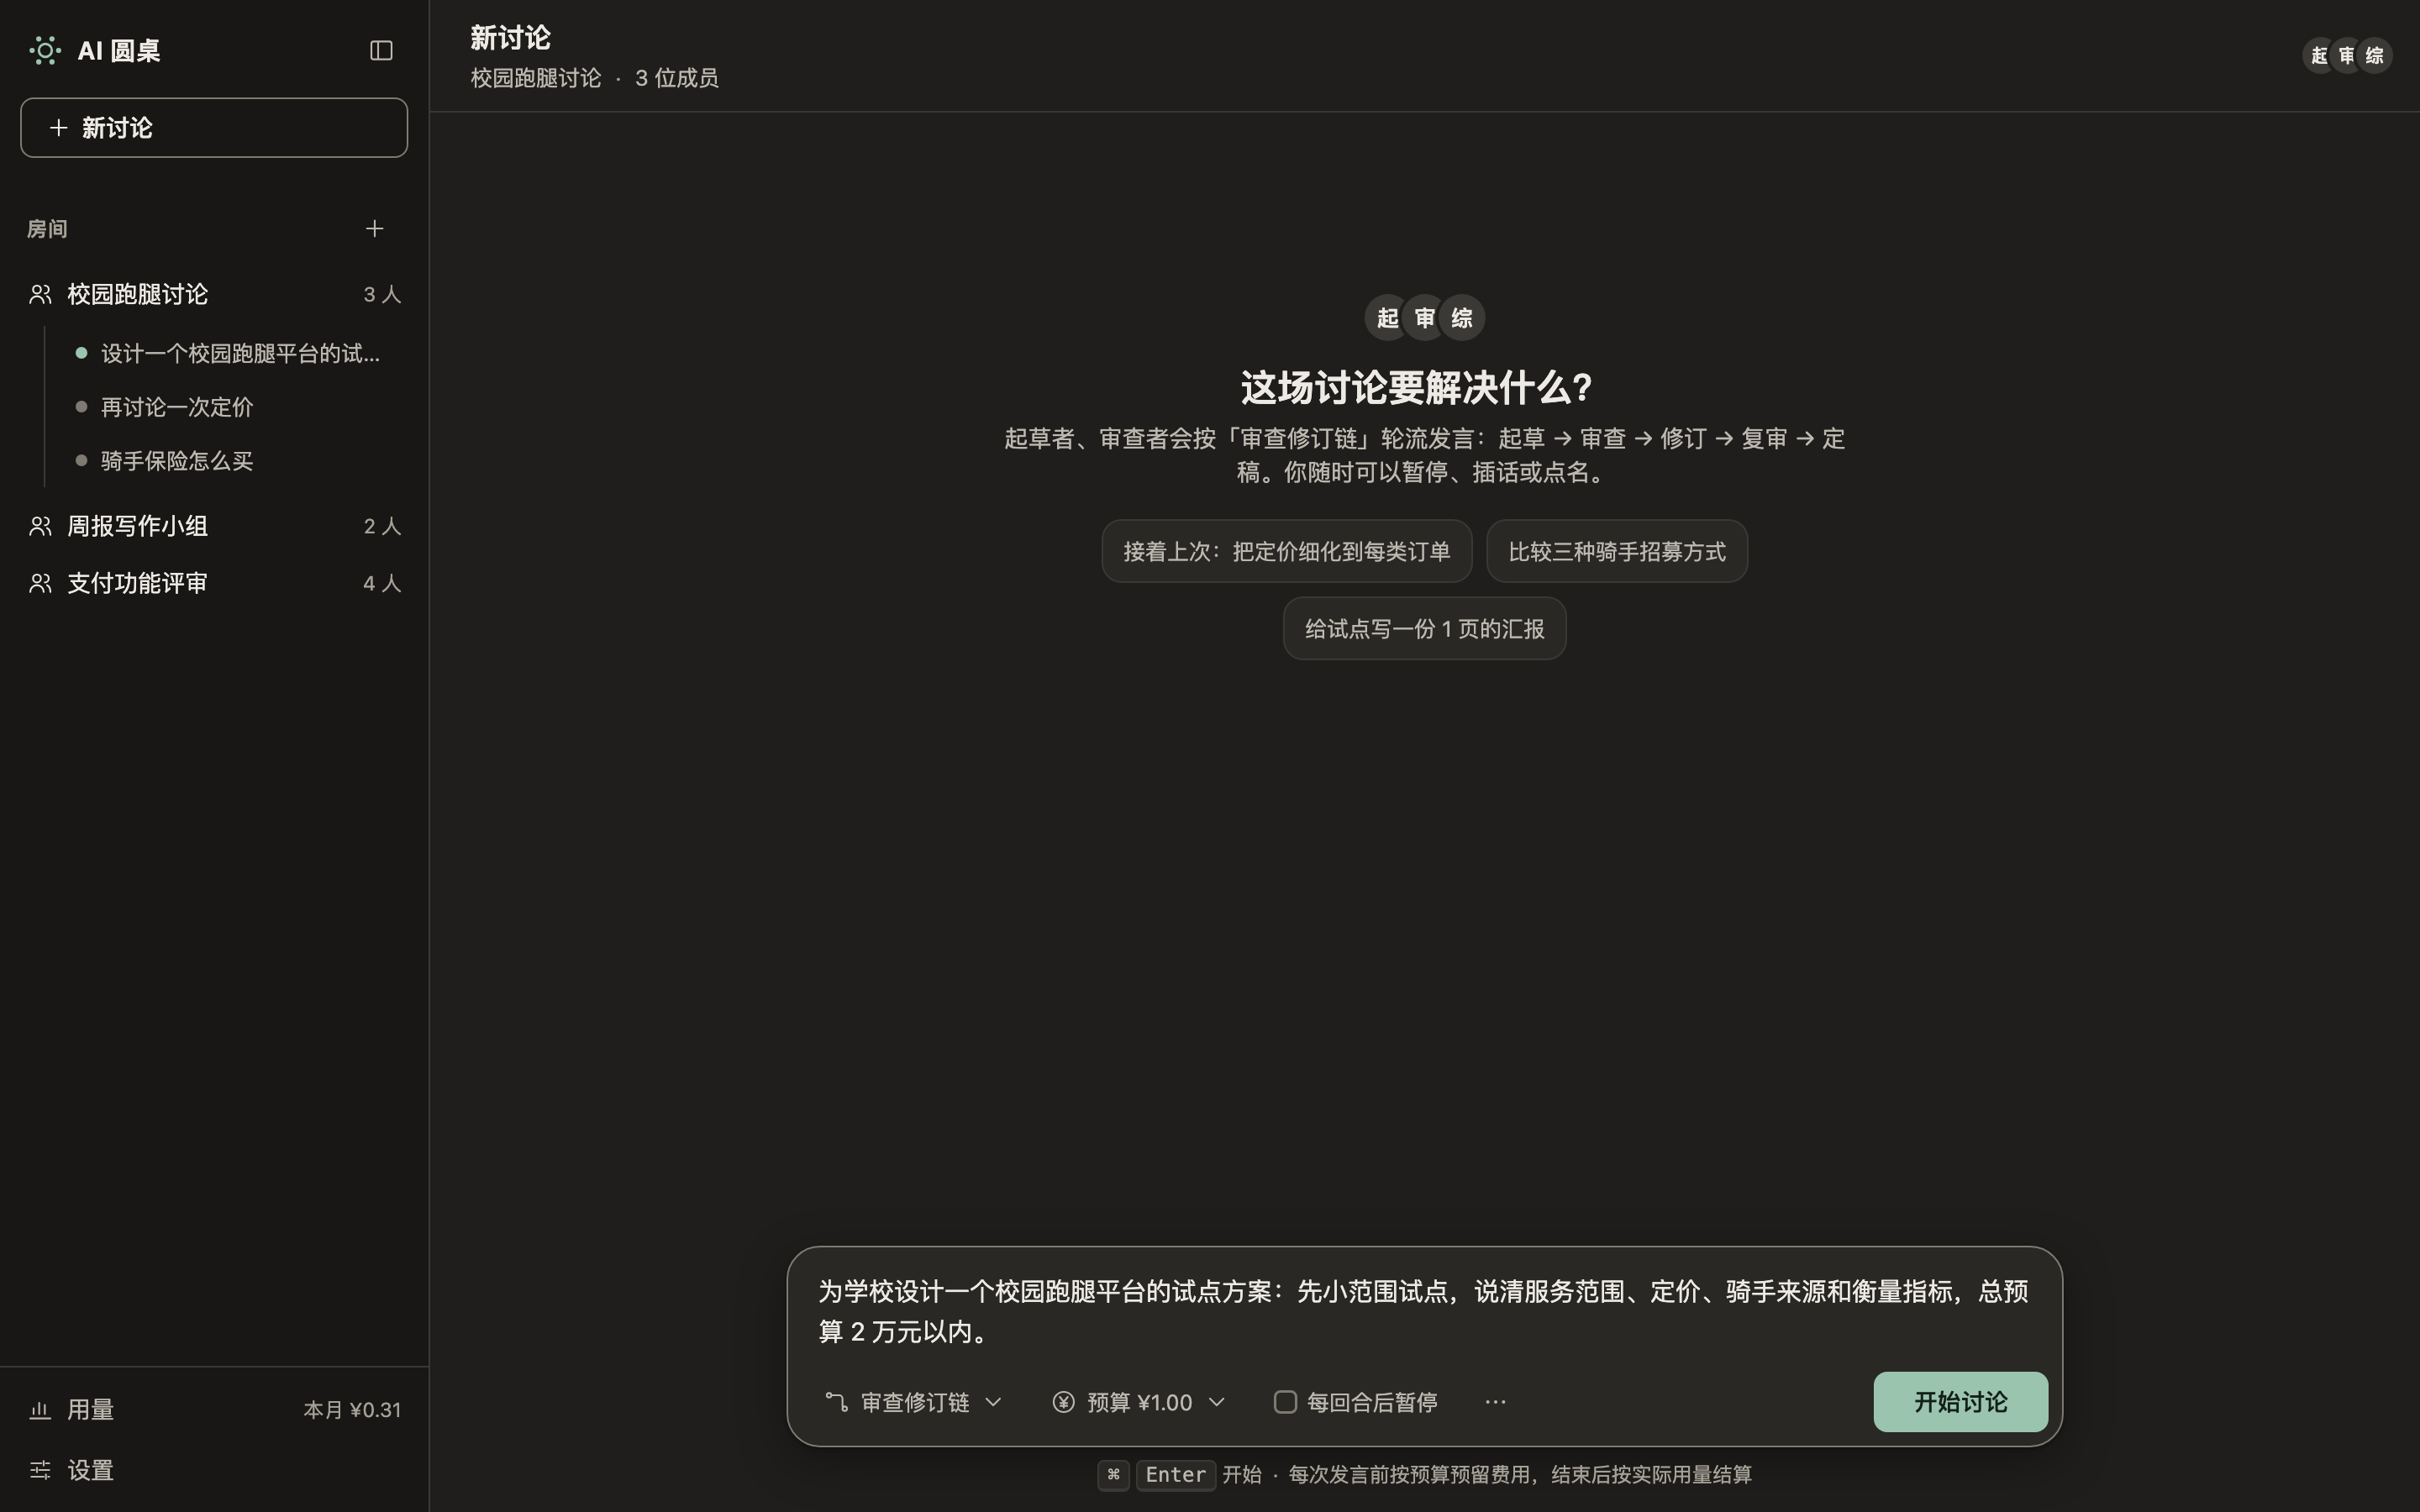 AI 圆桌
新讨论
房间
校园跑腿讨论 3 人
设计一个校园跑腿平台的试...
再讨论一次定价
骑手保险怎么买
周报写作小组 2 人
支付功能评审 4 人
用量 本月 ¥0.31
设置
新讨论
校园跑腿讨论 · 3 位成员
起 审 综
起 审 综
这场讨论要解决什么?
起草者、审查者会按「审查修订链」轮流发言：起草 → 审查 → 修订 → 复审 → 定
稿。你随时可以暂停、插话或点名。
接着上次：把定价细化到每类订单 比较三种骑手招募方式
给试点写一份 1 页的汇报
为学校设计一个校园跑腿平台的试点方案：先小范围试点，说清服务范围、定价、骑手来源和衡量指标，总预
算 2 万元以内。
审查修订链 预算 ¥1.00 每回合后暂停 ··· 开始讨论
⌘ Enter 开始 · 每次发言前按预算预留费用，结束后按实际用量结算